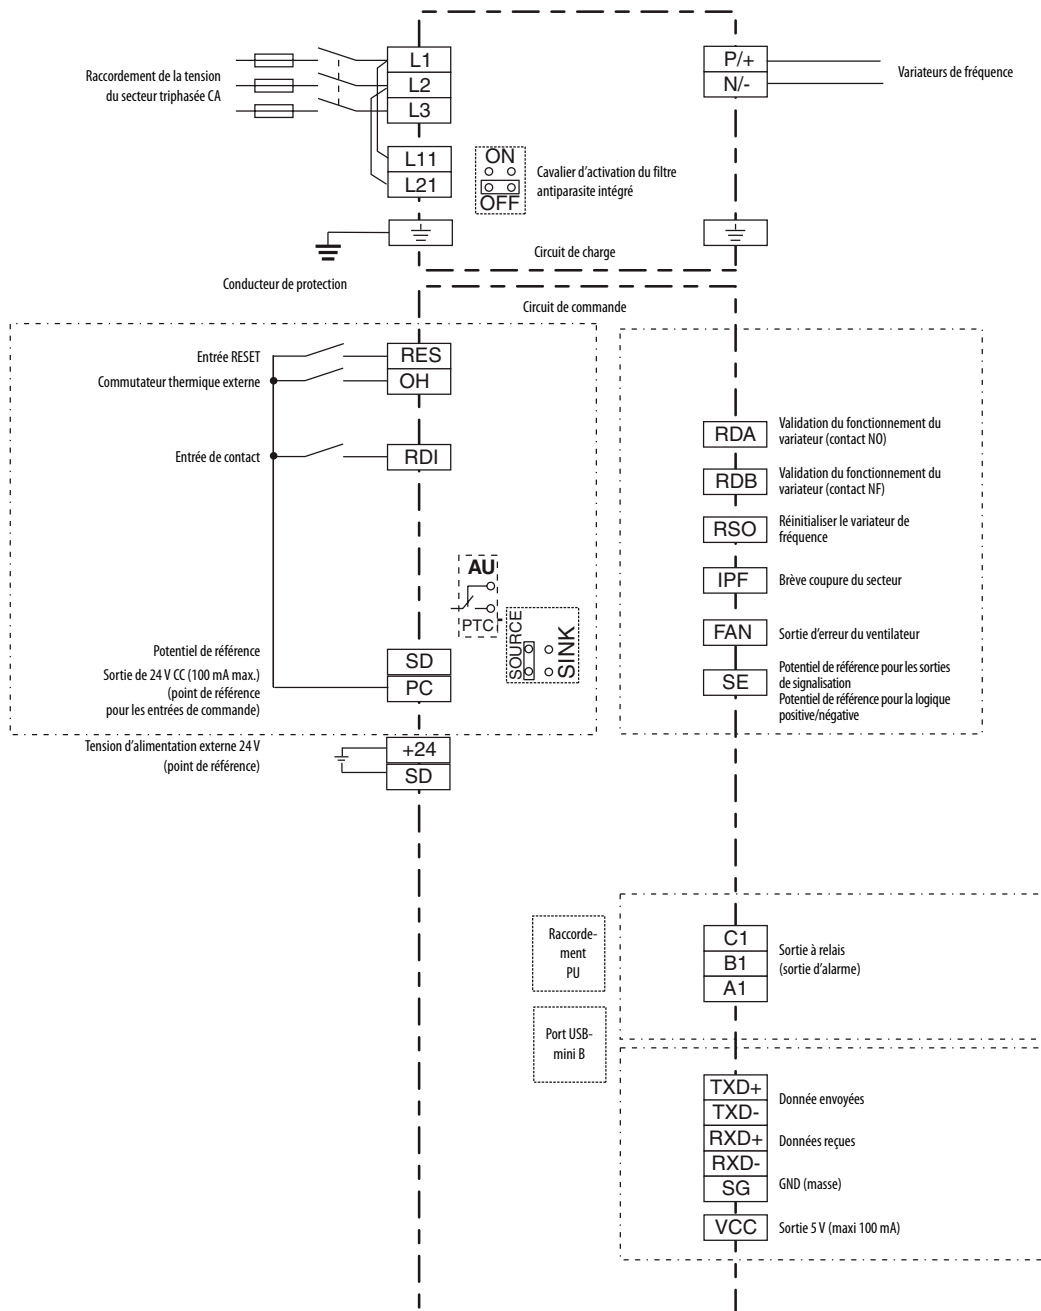 Raccordement de la tension
du secteur triphasée CA
L1
L2
L3
L11
L21
ON
OFF
Cavalier d'activation du filtre
antiparasite intégré
P/+
N/-
Variateurs de fréquence
Circuit de charge
Conducteur de protection
Circuit de commande
Entrée RESET
RES
Commutateur thermique externe
OH
Entrée de contact
RDI
AU
PTC
SOURCE
SINK
Potentiel de référence
SD
Sortie de 24 V CC (100 mA max.)
(point de référence
pour les entrées de commande)
PC
Tension d'alimentation externe 24 V
(point de référence)
+24
SD
RDA
Validation du fonctionnement du
variateur (contact NO)
RDB
Validation du fonctionnement du
variateur (contact NF)
RSO
Réinitialiser le variateur de
fréquence
IPF
Brève coupure du secteur
FAN
Sortie d'erreur du ventilateur
SE
Potentiel de référence pour les sorties
de signalisation
Potentiel de référence pour la logique
positive/négative
Raccorde-
ment
PU
Port USB-
mini B
C1
B1
A1
Sortie à relais
(sortie d'alarme)
TXD+
TXD-
Donnée envoyées
RXD+
RXD-
Données reçues
SG
GND (masse)
VCC
Sortie 5 V (maxi 100 mA)